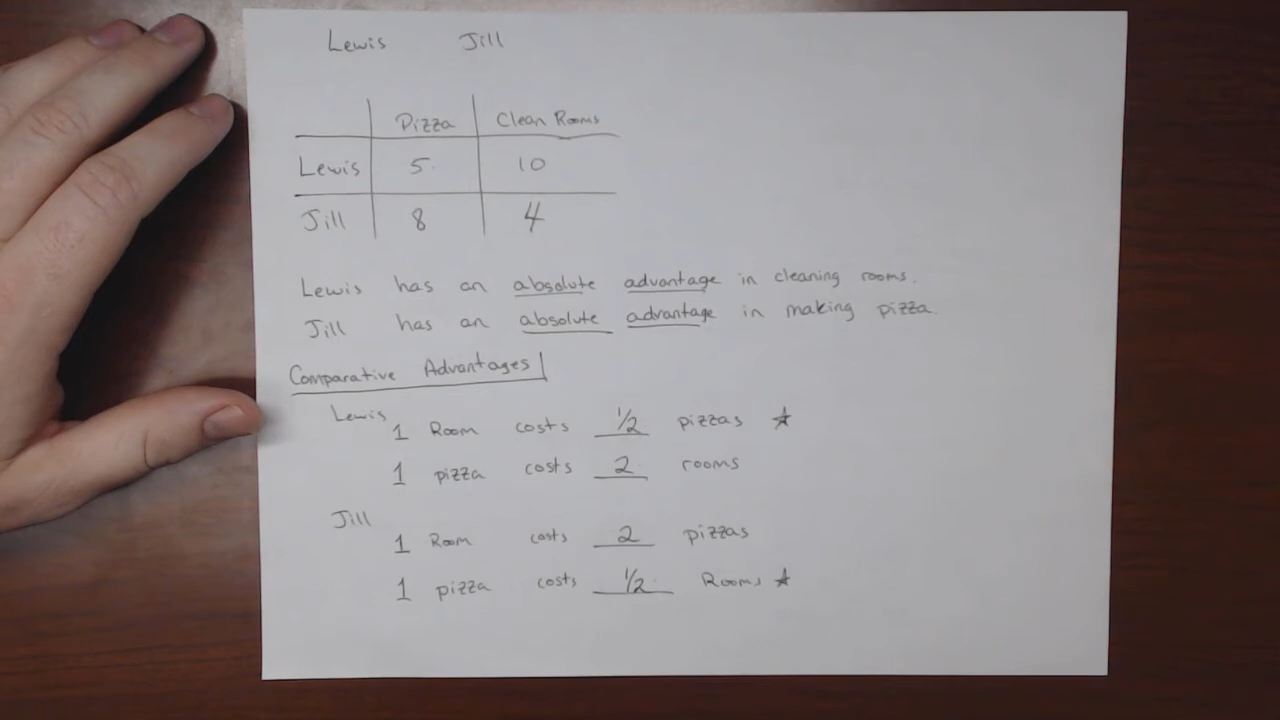 Lewis Jill
Pizza Clean Rooms
Lewis 5 10
Jill 8 4
Lewis has an absolute advantage in cleaning rooms.
Jill has an absolute advantage in making pizza.
Comparative Advantages
Lewis
1 Room costs 1/2 pizzas ★
1 pizza costs 2 rooms
Jill
1 Room costs 2 pizzas
1 pizza costs 1/2 Rooms ★